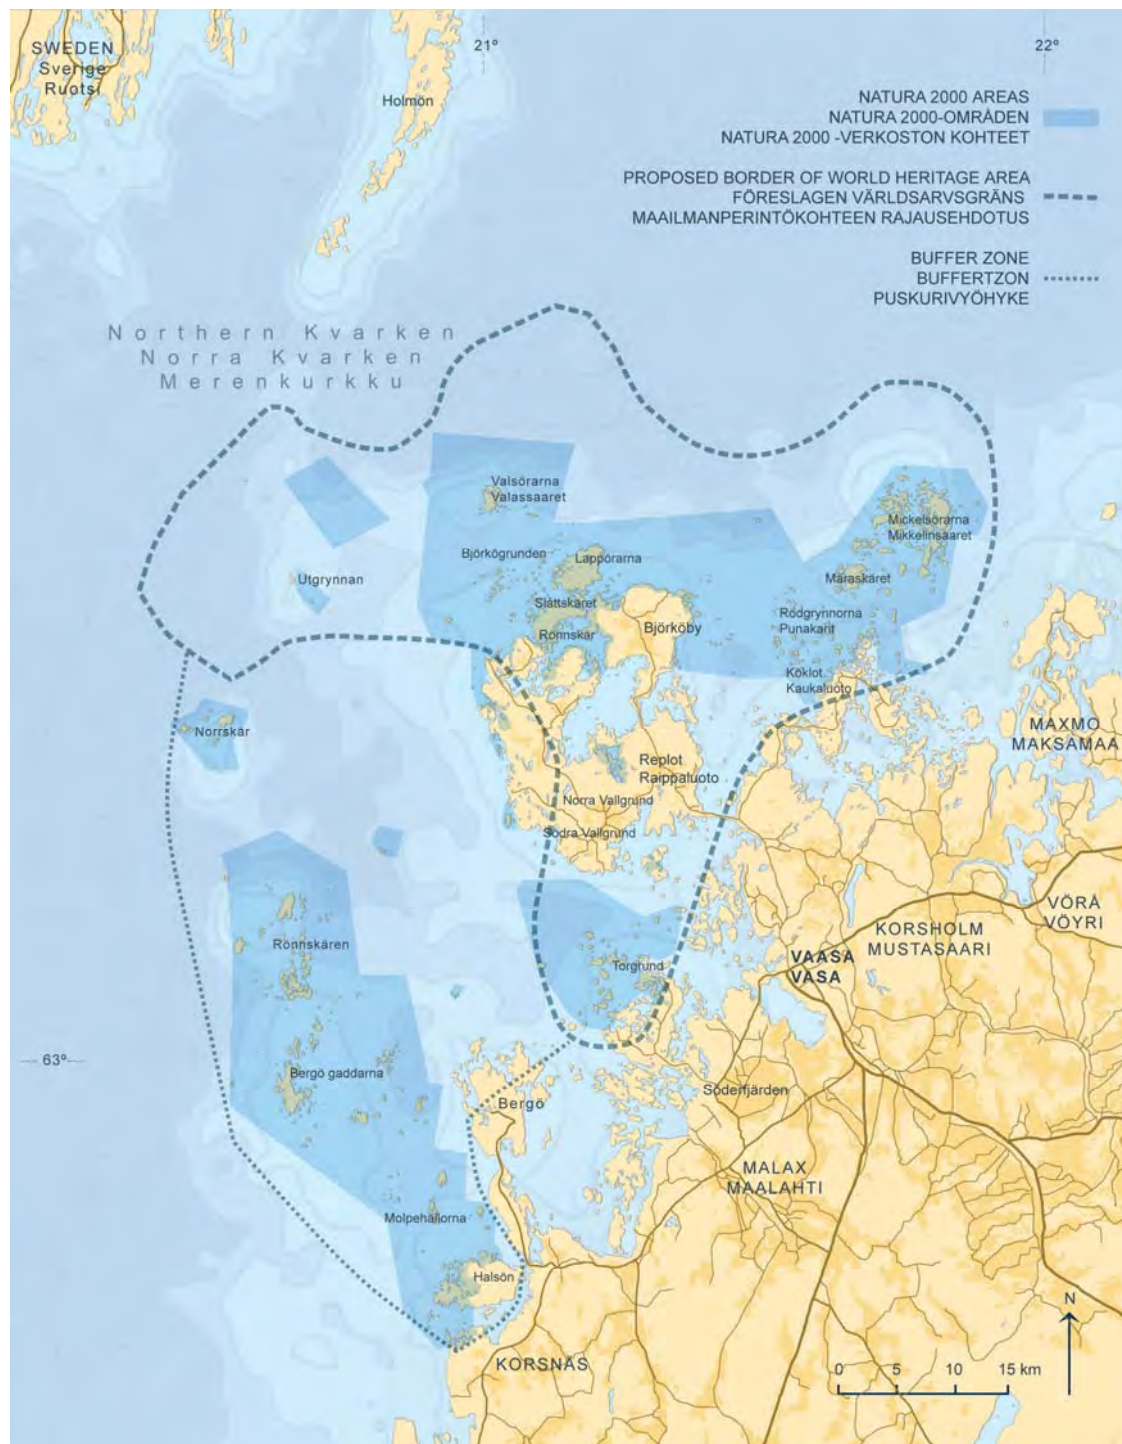 21°
22°
SWEDEN
Sverige
Ruotsi
Holmön
NATURA 2000 AREAS
NATURA 2000-OMRÅDEN
NATURA 2000 -VERKOSTON KOHTEET
PROPOSED BORDER OF WORLD HERITAGE AREA
FÖRESLAGEN VÄRLDSARVSGRÄNS
MAAILMANPERINTÖKOHTEEN RAJAUSEHDOTUS
BUFFER ZONE
BUFFERTZON
PUSKURIVYÖHYKE
Northern Kvarken
Norra Kvarken
Merenkurkku
Valsörarna
Valassaaret
Mickelsörarna
Mikkelinsaaret
Björkögrunden
Lappörarna
Utgrynnan
Måraskäret
Slåttskäret
Rönnskär
Björköby
Rödgrynnorna
Punakarit
Köklot
Kaukaluoto
Norrskär
MAXMO
MAKSAMAA
Replot
Raippaluoto
Norra Vallgrund
Södra Vallgrund
VÖRÅ
VÖYRI
KORSHOLM
MUSTASAARI
Rönnskären
VAASA
VASA
Torgrund
63°
Bergö gaddarna
Bergö
Söderfjärden
MALAX
MAALAHTI
Molpehällorna
Halsön
N
KORSNÄS
0 5 10 15 km